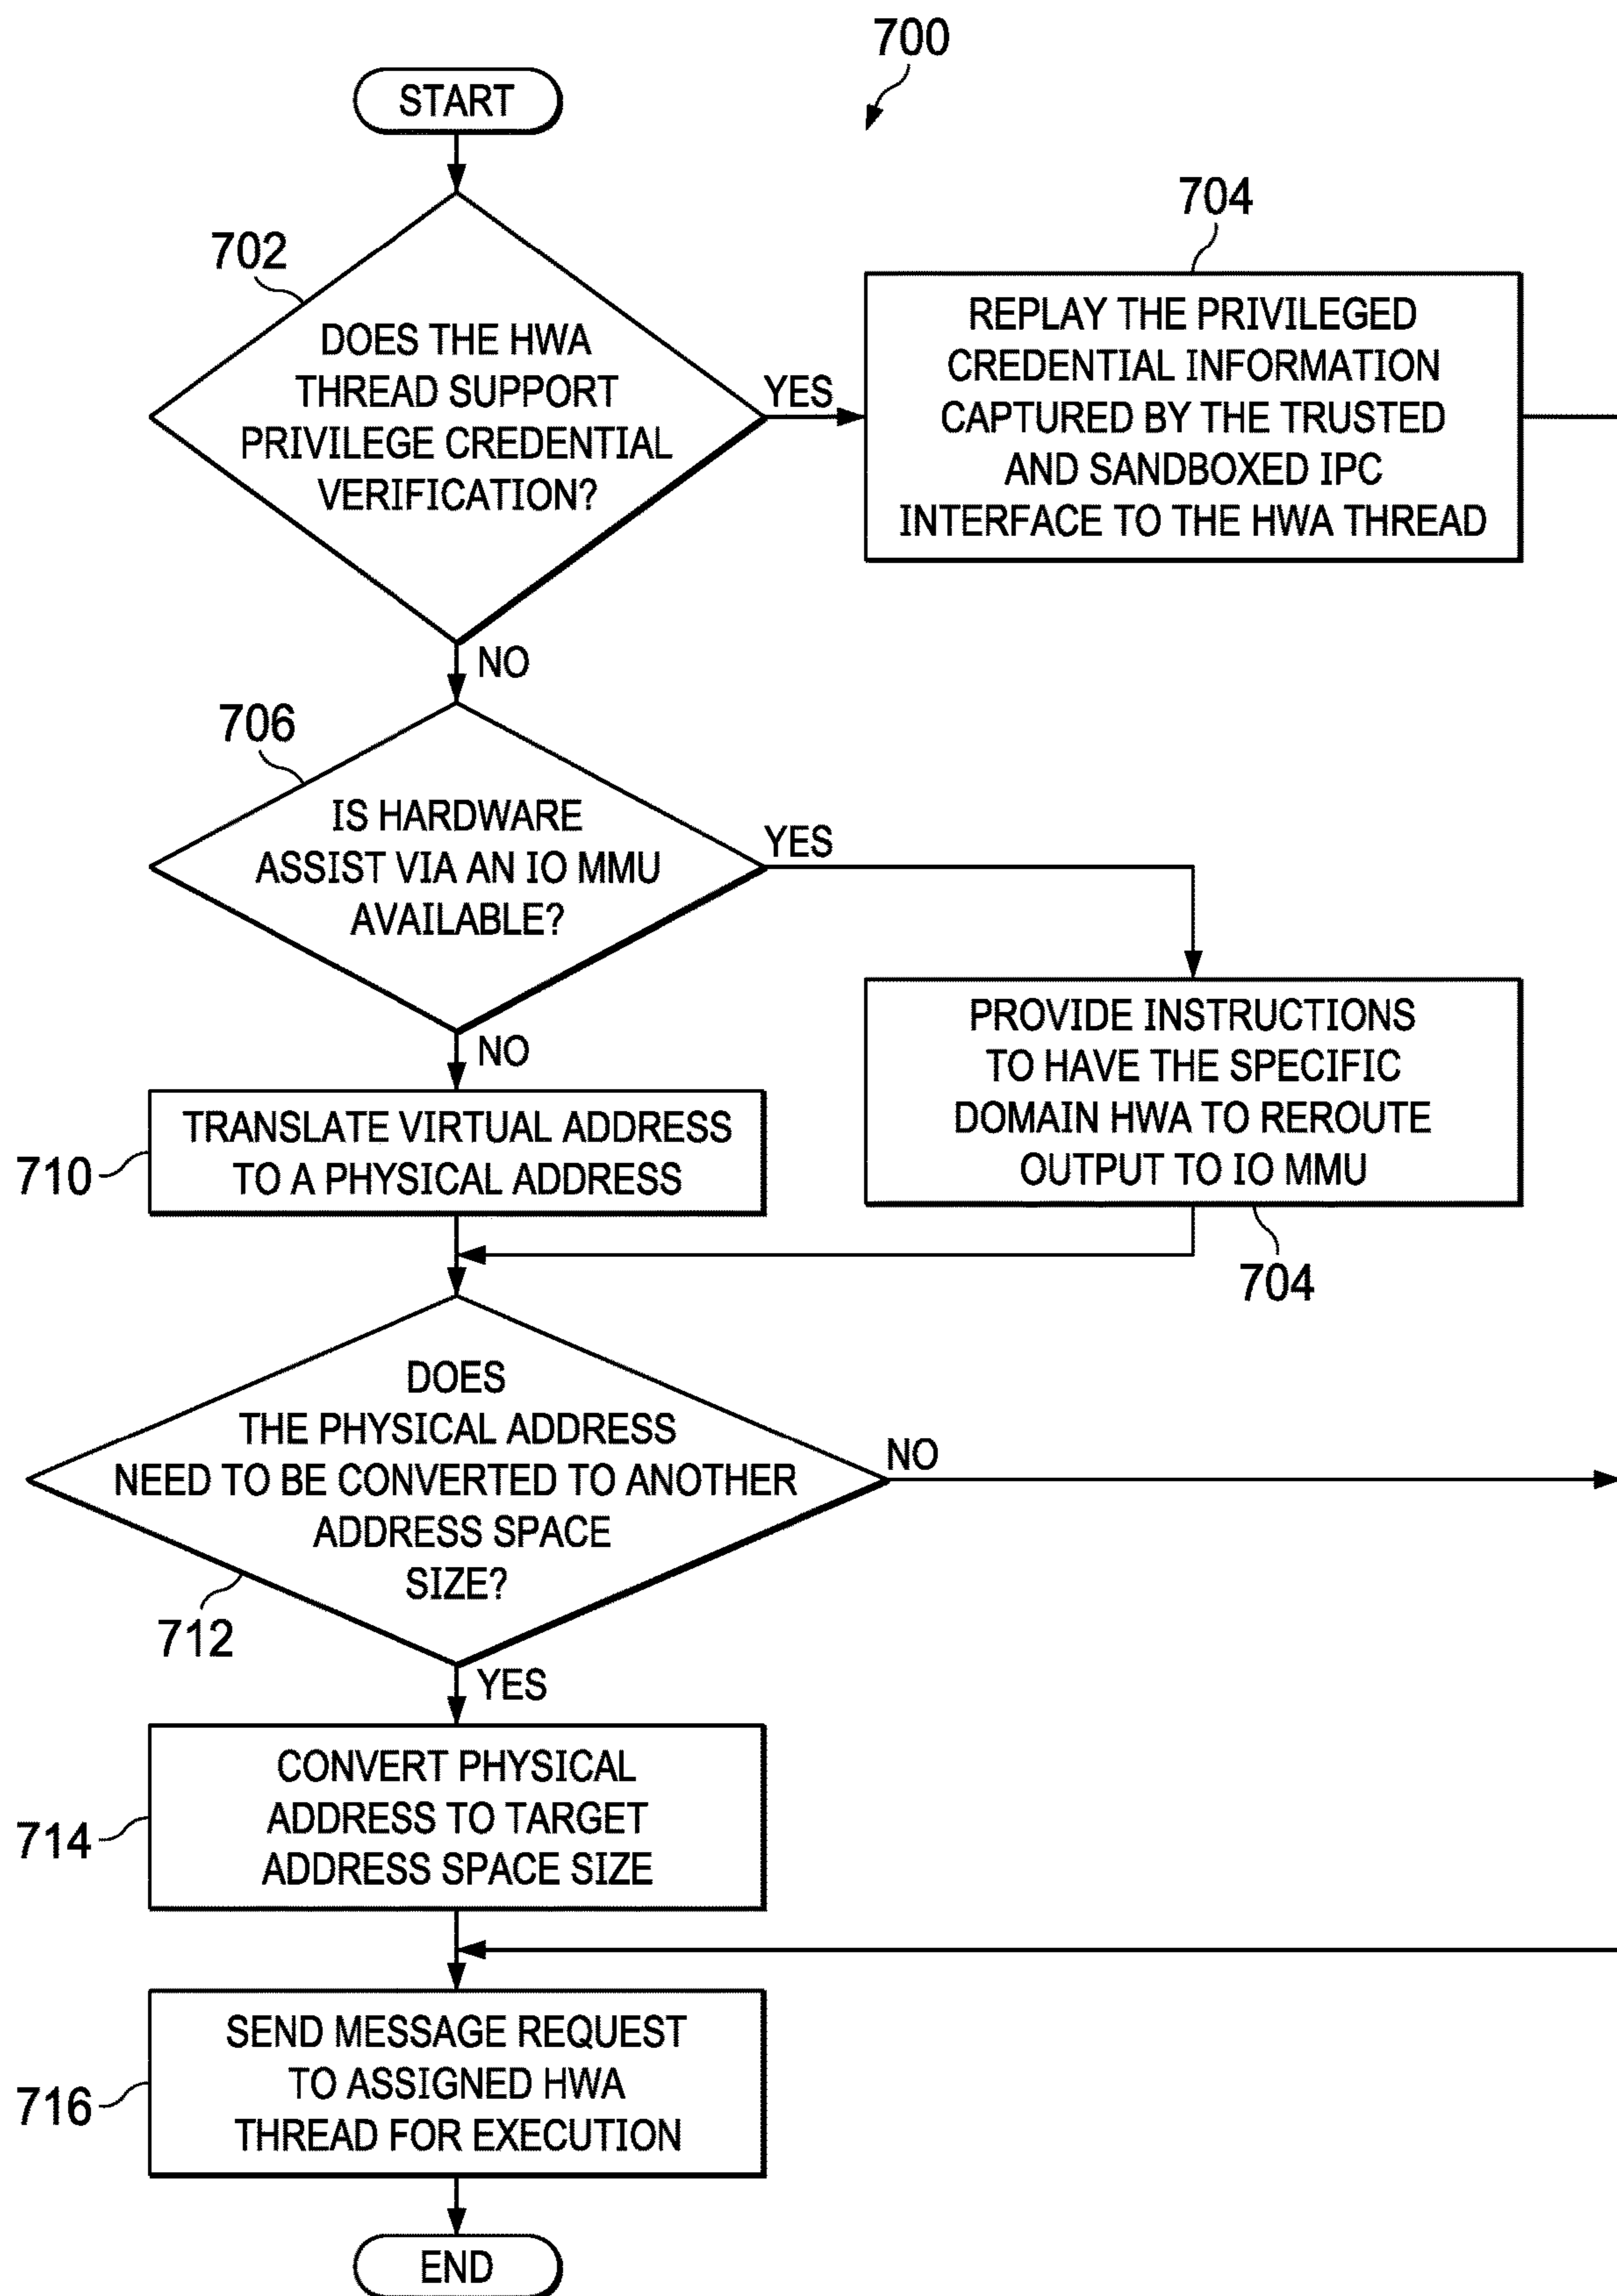 700
START
702
DOES THE HWA
THREAD SUPPORT
PRIVILEGE CREDENTIAL
VERIFICATION?
YES
704
REPLAY THE PRIVILEGED
CREDENTIAL INFORMATION
CAPTURED BY THE TRUSTED
AND SANDBOXED IPC
INTERFACE TO THE HWA THREAD
NO
706
IS HARDWARE
ASSIST VIA AN IO MMU
AVAILABLE?
YES
PROVIDE INSTRUCTIONS
TO HAVE THE SPECIFIC
DOMAIN HWA TO REROUTE
OUTPUT TO IO MMU
704
NO
710
TRANSLATE VIRTUAL ADDRESS
TO A PHYSICAL ADDRESS
DOES
THE PHYSICAL ADDRESS
NEED TO BE CONVERTED TO ANOTHER
ADDRESS SPACE
SIZE?
712
NO
YES
714
CONVERT PHYSICAL
ADDRESS TO TARGET
ADDRESS SPACE SIZE
716
SEND MESSAGE REQUEST
TO ASSIGNED HWA
THREAD FOR EXECUTION
END